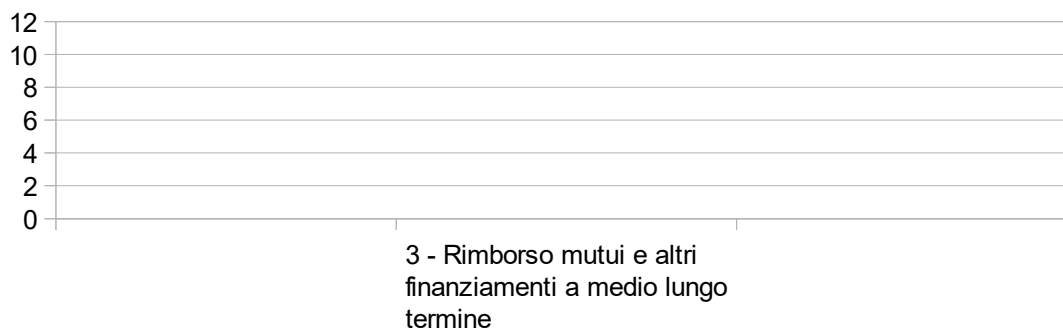 12
10
8
6
4
2
0
3 - Rimborso mutui e altri
finanziamenti a medio lungo
termine